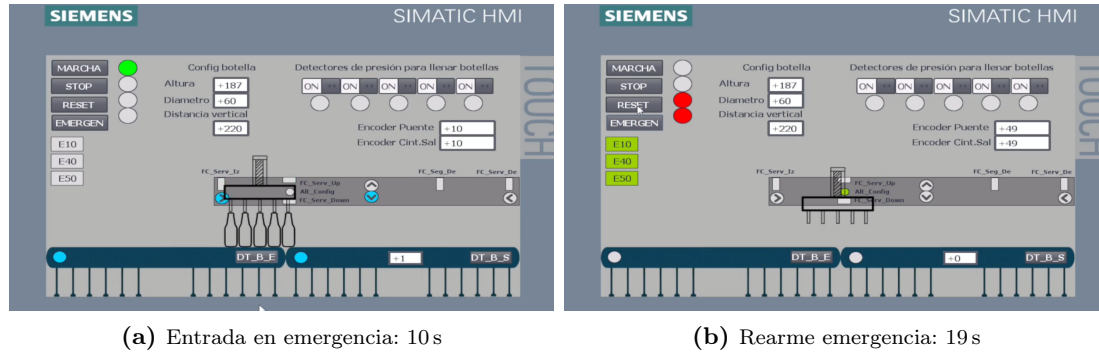 SIEMENS
SIMATIC HMI
TOUCH
MARCHA
STOP
RESET
EMERGEN
Config botella
Altura
+187
Diametro
+60
Distancia vertical
+220
Detectores de presión para llenar botellas
ON ON ON ON ON
Encoder Puente
+10
Encoder Cint.Sal
+10
E10
E40
E50
FC_Serv_Iz
FC_Serv_Up
Alt_Config
FC_Serv_Down
FC_Seg_De
FC_Serv_De
DT_B_E
+1
DT_B_S
(a) Entrada en emergencia: 10 s
SIEMENS
SIMATIC HMI
TOUCH
MARCHA
STOP
RESET
EMERGEN
Config botella
Altura
+187
Diametro
+60
Distancia vertical
+220
Detectores de presión para llenar botellas
ON ON ON ON ON
Encoder Puente
+49
Encoder Cint.Sal
+49
E10
E40
E50
FC_Serv_Iz
FC_Serv_Up
Alt_Config
FC_Serv_Down
FC_Seg_De
FC_Serv_De
DT_B_E
+0
DT_B_S
(b) Rearme emergencia: 19 s